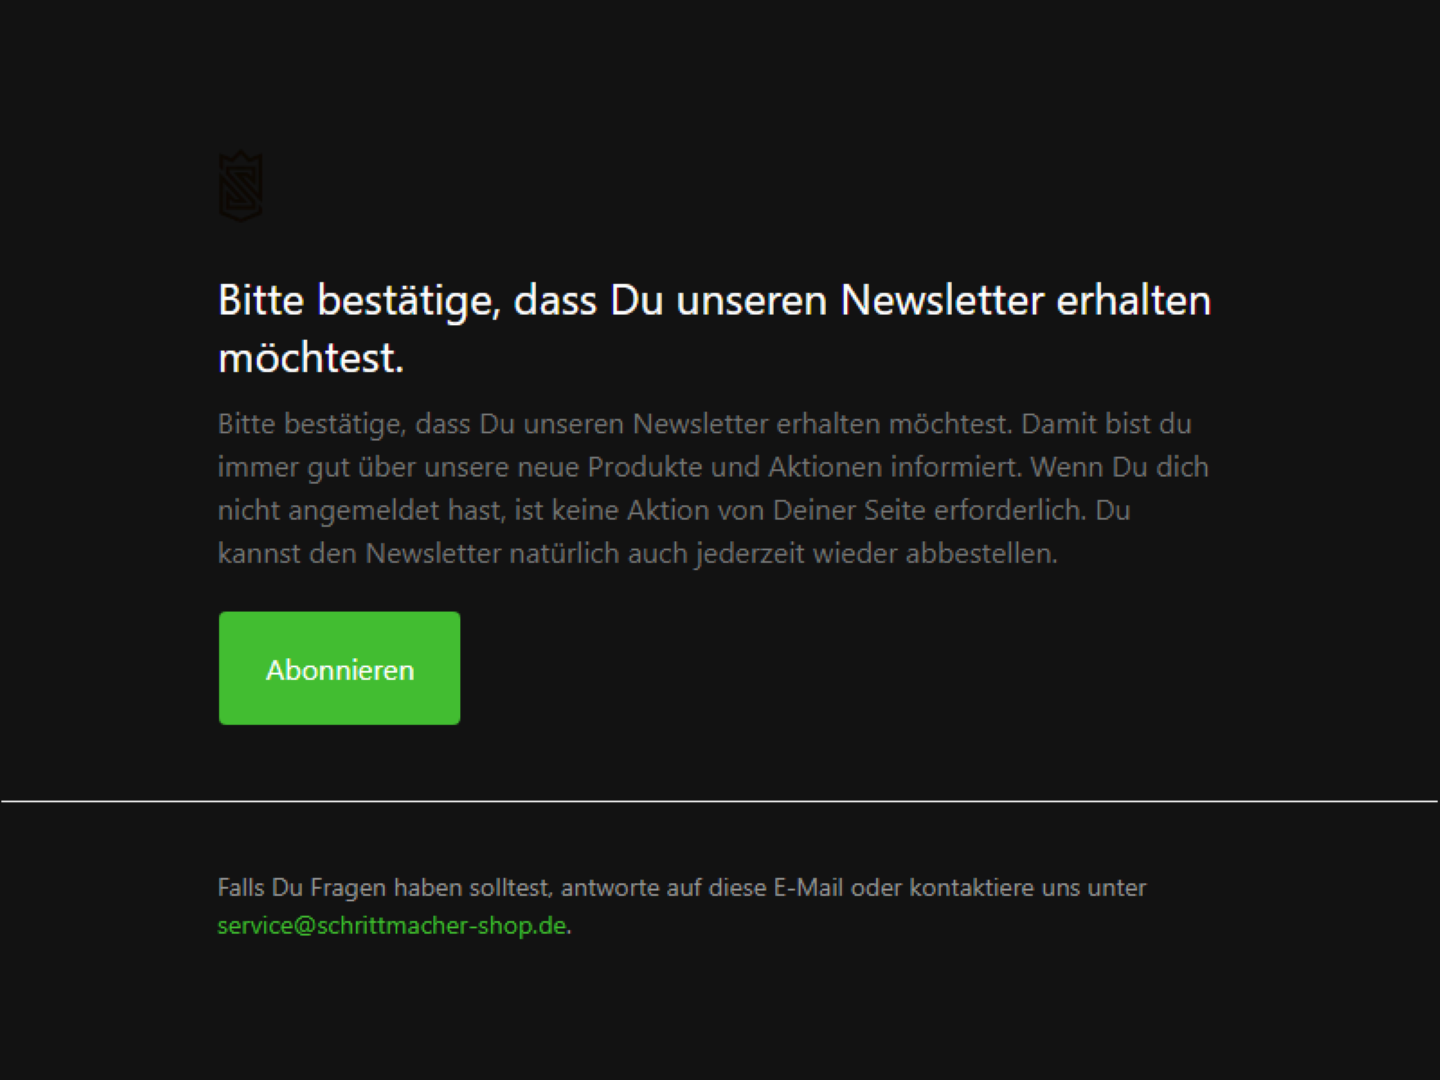 Bitte bestätige, dass Du unseren Newsletter erhalten
möchtest.
Bitte bestätige, dass Du unseren Newsletter erhalten möchtest. Damit bist du
immer gut über unsere neue Produkte und Aktionen informiert. Wenn Du dich
nicht angemeldet hast, ist keine Aktion von Deiner Seite erforderlich. Du
kannst den Newsletter natürlich auch jederzeit wieder abbestellen.
Abonnieren
Falls Du Fragen haben solltest, antworte auf diese E-Mail oder kontaktiere uns unter
service@schrittmacher-shop.de.